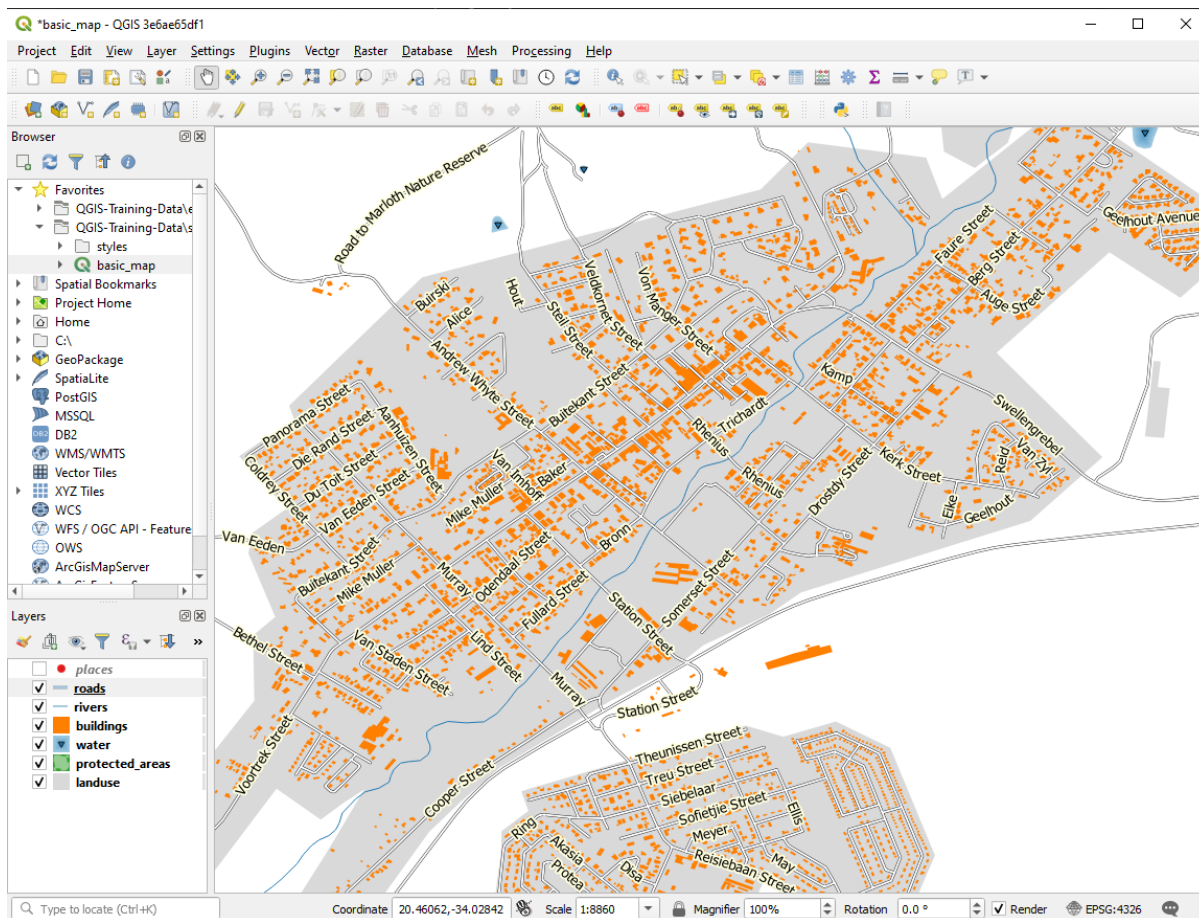 *basic_map - QGIS 3e6ae65df1
Project Edit View Layer Settings Plugins Vector Raster Database Mesh Processing Help
Browser
Favorites
QGIS-Training-Data\e
QGIS-Training-Data\s
styles
basic_map
Spatial Bookmarks
Project Home
Home
C:\
GeoPackage
SpatiaLite
PostGIS
MSSQL
DB2
WMS/WMTS
Vector Tiles
XYZ Tiles
WCS
WFS / OGC API - Feature
OWS
ArcGisMapServer
Layers
places
roads
rivers
buildings
water
protected_areas
landuse
Road to Marloth Nature Reserve
Geelhout Avenue
Faure Street
Berg Street
Auge Street
Buirski
Alice
Hout
Veldkornet Street
Von Manger Street
Steil Street
Andrew Whyte Street
Buitekant Street
Kamp
Swellengrebel
Panorama Street
Die Rand Street
Aanhuizen Street
Coldrey Street
Du Toit Street
Van Eeden Street
Van Eeden
Trichardt
Rhenius
Rhenius
Drostdy Street
Kerk Street
Reid
Van Zyl
Eike
Geelhout
Van Imhoff
Baker
Mike Muller
Bronn
Buitekant Street
Mike Muller
Murray
Odendaal Street
Fullard Street
Station Street
Somerset Street
Bethel Street
Van Staden Street
Lind Street
Murray
Station Street
Voortrek Street
Cooper Street
Theunissen Street
Treu Street
Siebelaar
Sofietjie Street
Ellis
Meyer
Ring
Akasia
Protea
Disa
Reisiebaan Street
May
Type to locate (Ctrl+K)
Coordinate 20.46062,-34.02842 Scale 1:8860 Magnifier 100% Rotation 0.0 ° Render EPSG:4326